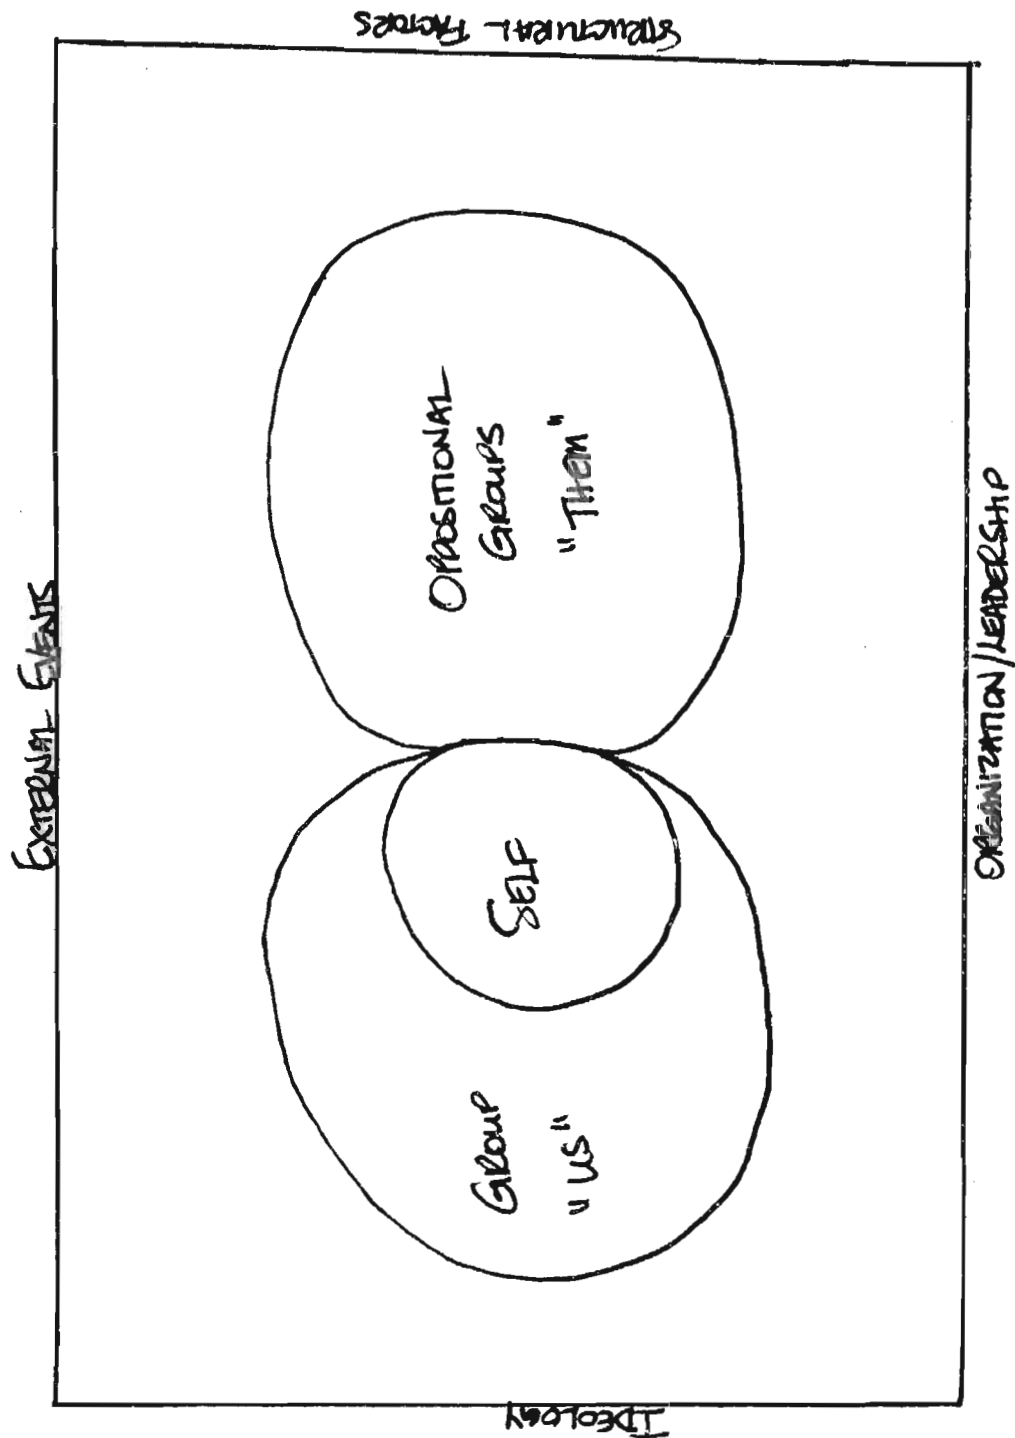 EXTERNAL EVENTS
IDEOLOGY
GROUP
"US"
SELF
OPPOSITIONAL
GROUPS
"THEM"
STRUCTURAL FACTORS
ORGANIZATION/LEADERSHIP